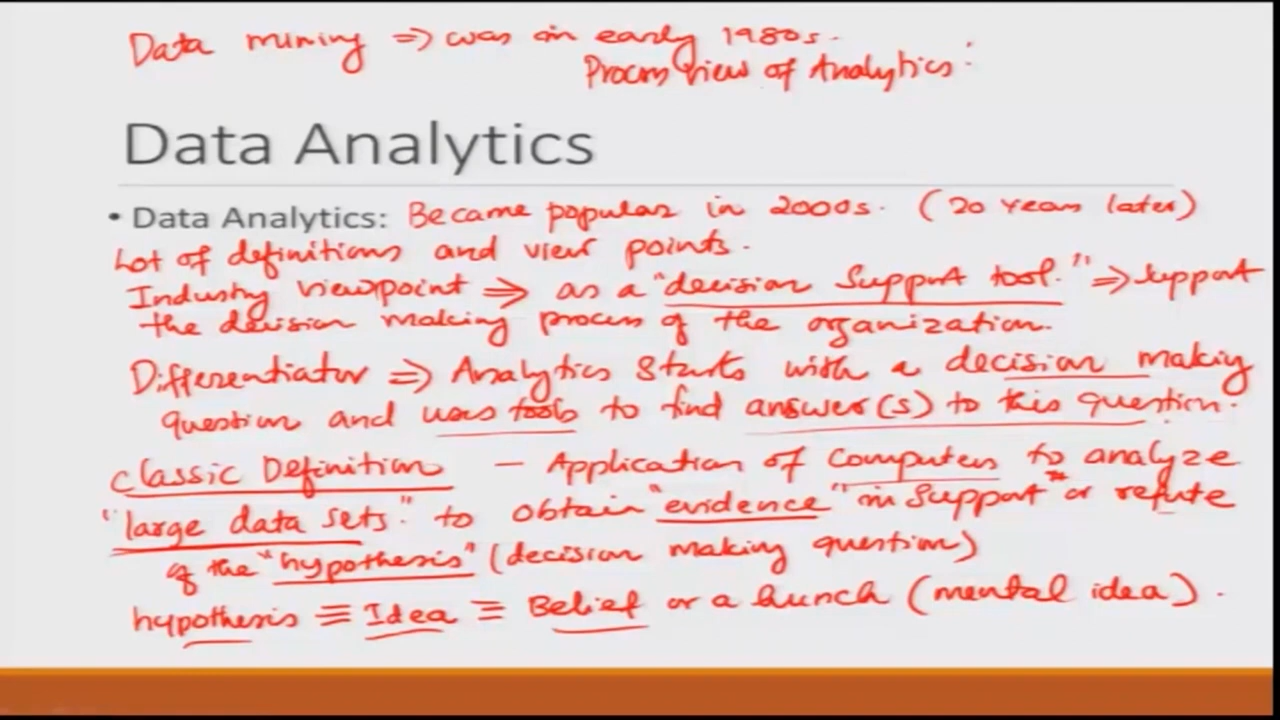 Data mining => was in early 1980s.
Process view of Analytics:
Data Analytics
• Data Analytics: Became popular in 2000s. (20 years later)
Lot of definitions and view points.
Industry viewpoint => as a "decision support tool." => support
the decision making process of the organization.
Differentiator => Analytics starts with a decision making
question and uses tools to find answer(s) to this question.
Classic Definition – Application of computers to analyze
"large data sets." to obtain "evidence" in support or refute
of the "hypothesis" (decision making question)
hypothesis ≡ Idea ≡ Belief or a hunch (mental idea).